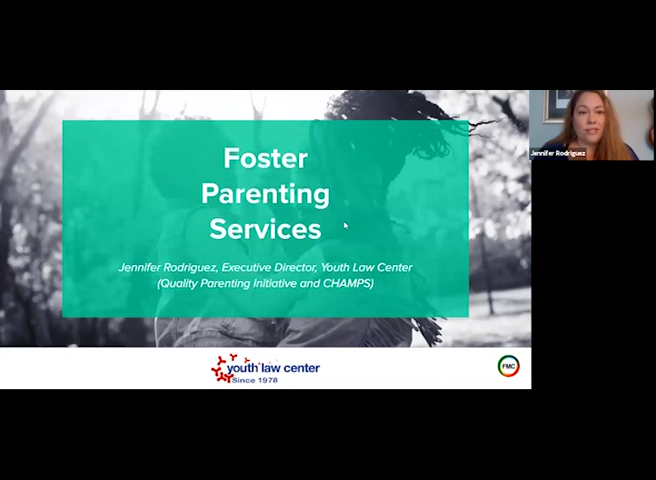 Foster
Parenting
Services
Jennifer Rodriguez, Executive Director, Youth Law Center
(Quality Parenting Initiative and CHAMPS)
youth law center
Since 1978
FMC
Jennifer Rodriguez